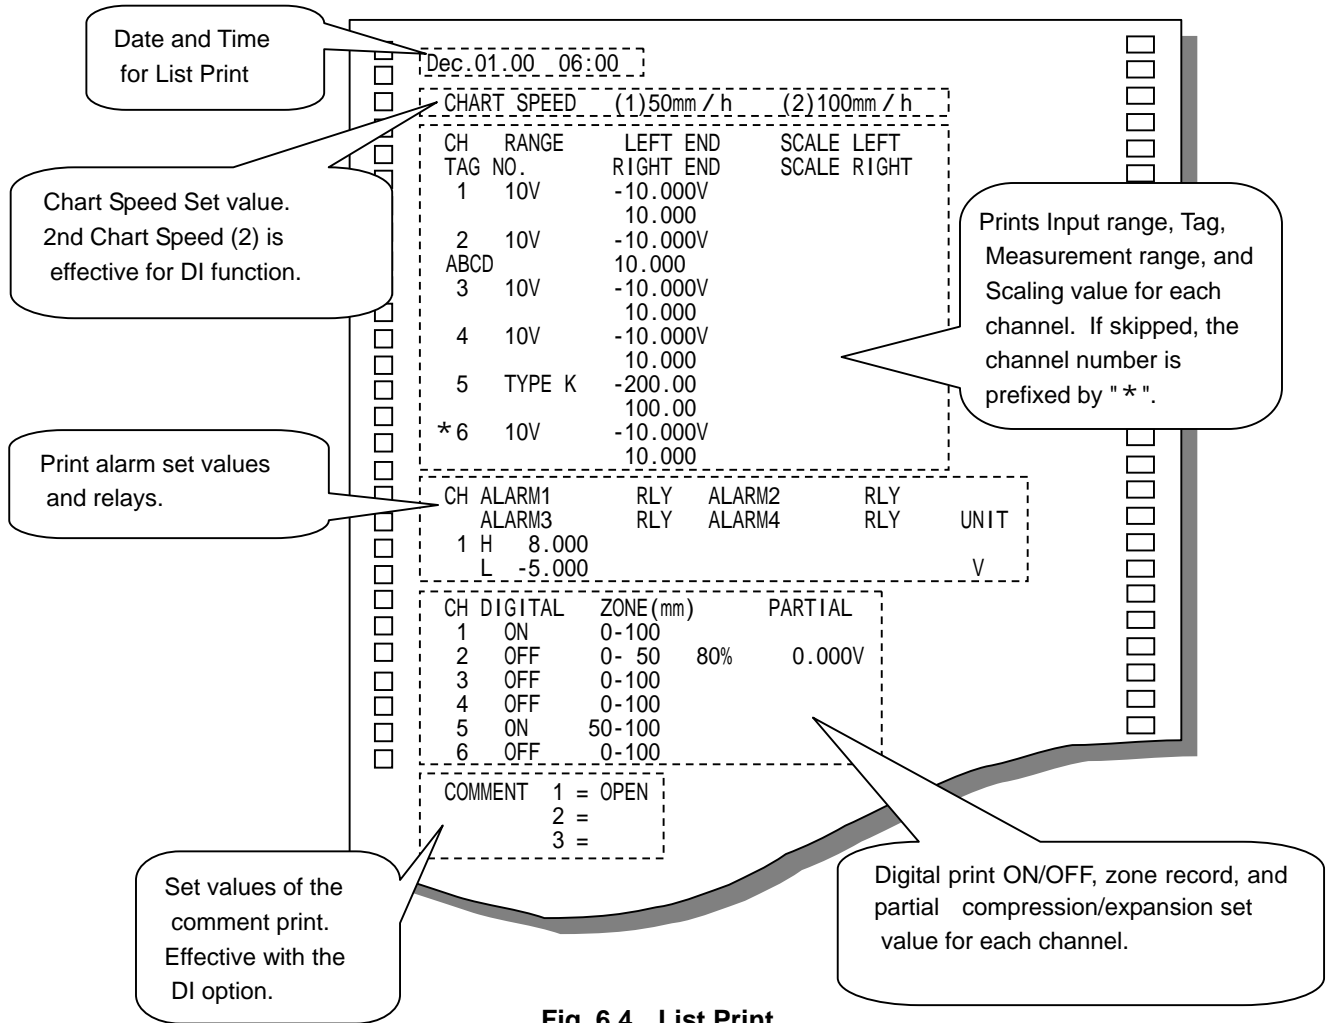 Date and Time
for List Print
Dec.01.00 06:00
CHART SPEED (1)50mm/h (2)100mm/h
CH RANGE LEFT END SCALE LEFT
TAG NO. RIGHT END SCALE RIGHT
1 10V -10.000V
10.000
2 10V -10.000V
ABCD 10.000
3 10V -10.000V
10.000
4 10V -10.000V
10.000
5 TYPE K -200.00
100.00
*6 10V -10.000V
10.000
Chart Speed Set value.
2nd Chart Speed (2) is
effective for DI function.
Prints Input range, Tag,
Measurement range, and
Scaling value for each
channel. If skipped, the
channel number is
prefixed by "*".
Print alarm set values
and relays.
CH ALARM1 RLY ALARM2 RLY
ALARM3 RLY ALARM4 RLY UNIT
1 H 8.000
L -5.000 V
CH DIGITAL ZONE(mm) PARTIAL
1 ON 0-100
2 OFF 0- 50 80% 0.000V
3 OFF 0-100
4 OFF 0-100
5 ON 50-100
6 OFF 0-100
COMMENT 1 = OPEN
2 =
3 =
Set values of the
comment print.
Effective with the
DI option.
Digital print ON/OFF, zone record, and
partial compression/expansion set
value for each channel.
Fig. 6.4 List Print